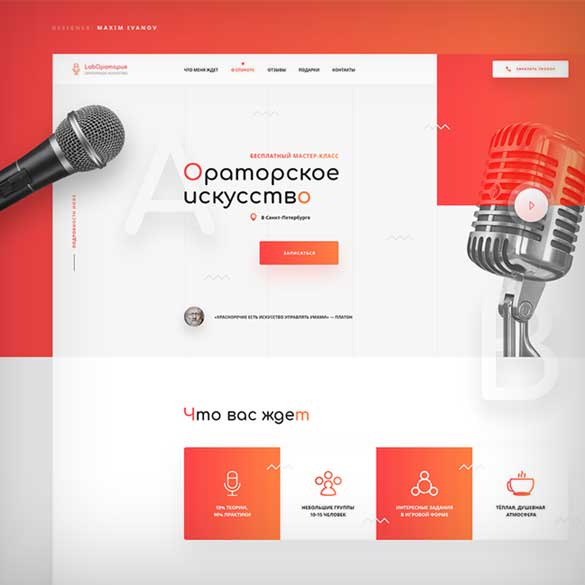 DESIGNER: MAXIM IVANOV
LabОратория
ОРАТОРСКОЕ ИСКУССТВО
ЧТО МЕНЯ ЖДЕТ
О СПИКЕРЕ
ОТЗЫВЫ
ПОДАРКИ
КОНТАКТЫ
ЗАКАЗАТЬ ЗВОНОК
A
БЕСПЛАТНЫЙ МАСТЕР-КЛАСС
Ораторское
искусство
В Санкт-Петербурге
ПОДРОБНОСТИ НИЖЕ
ЗАПИСАТЬСЯ
«КРАСНОРЕЧИЕ ЕСТЬ ИСКУССТВО УПРАВЛЯТЬ УМАМИ» — ПЛАТОН
B
Что вас ждет
10% ТЕОРИИ,
90% ПРАКТИКИ
НЕБОЛЬШИЕ ГРУППЫ
10-15 ЧЕЛОВЕК
ИНТЕРЕСНЫЕ ЗАДАНИЯ
В ИГРОВОЙ ФОРМЕ
ТЁПЛАЯ, ДУШЕВНАЯ
АТМОСФЕРА